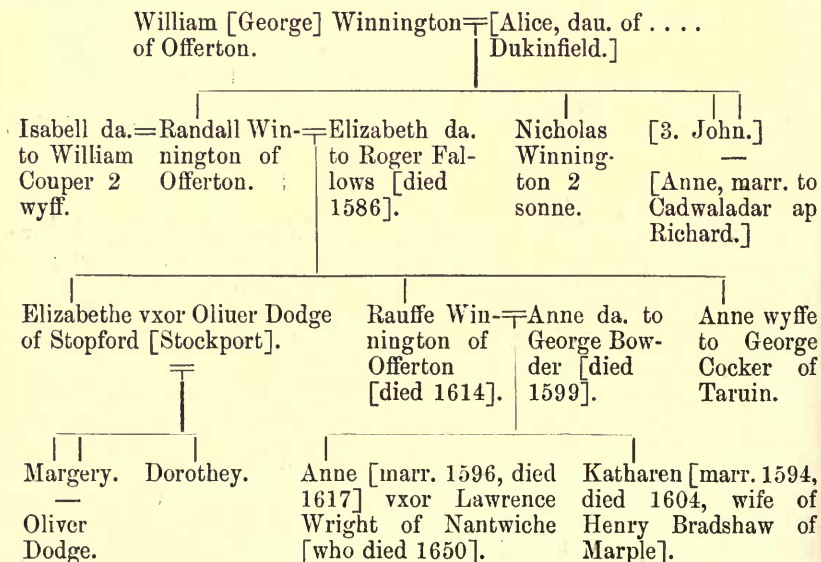 William [George] Winnington=[Alice, dau. of . . . .
of Offerton. Dukinfield.]
Isabell da.=Randall Win-=Elizabeth da. Nicholas [3. John.]
to William nington of to Roger Fal- Winning- —
Couper 2 Offerton. lows [died ton 2 [Anne, marr. to
wyff. 1586]. sonne. Cadwaladar ap
Richard.]
Elizabethe vxor Oliuer Dodge Rauffe Win-=Anne da. to Anne wyffe
of Stopford [Stockport]. nington of George Bow- to George
Offerton der [died Cocker of
[died 1614]. 1599]. Taruin.
Margery. Dorothey. Anne [marr. 1596, died Katharen [marr. 1594,
— 1617] vxor Lawrence died 1604, wife of
Oliver Wright of Nantwiche Henry Bradshaw of
Dodge. [who died 1650]. Marple].